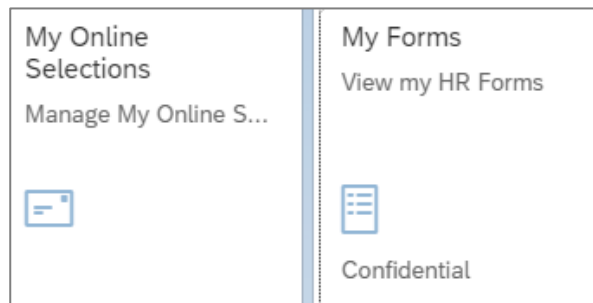 My Online
Selections
Manage My Online S...
My Forms
View my HR Forms
Confidential